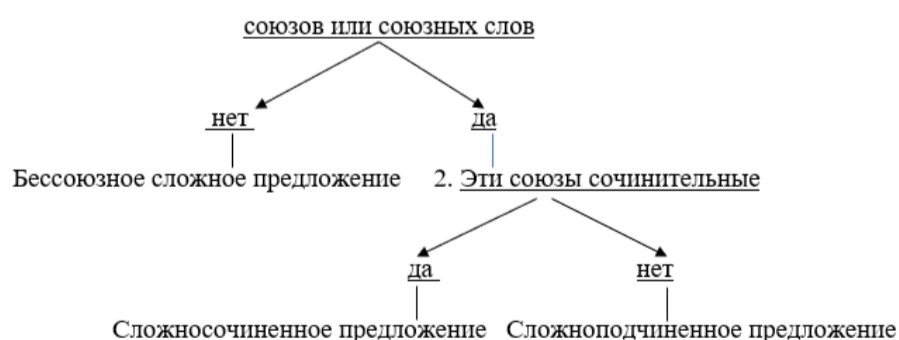 союзов или союзных слов
нет да
Бессоюзное сложное предложение 2. Эти союзы сочинительные
да нет
Сложносочиненное предложение Сложноподчиненное предложение